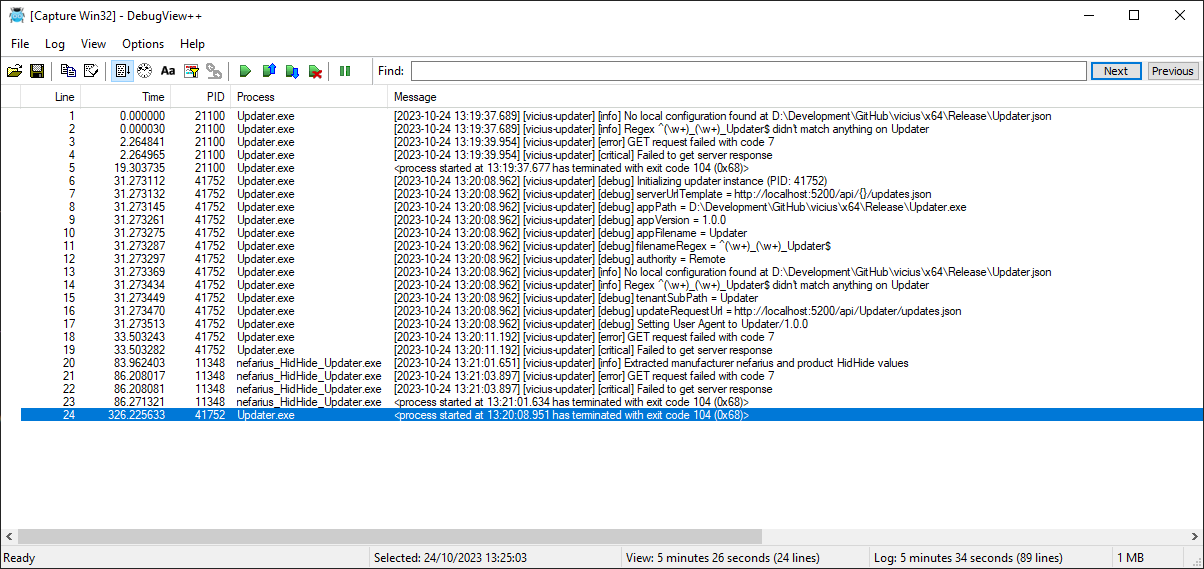 [Capture Win32] - DebugView++
File Log View Options Help
Aa Find: Next Previous
Line Time PID Process Message
1 0.000000 21100 Updater.exe [2023-10-24 13:19:37.689] [vicius-updater] [info] No local configuration found at D:\Development\GitHub\vicius\x64\Release\Updater.json
2 0.000030 21100 Updater.exe [2023-10-24 13:19:37.689] [vicius-updater] [info] Regex ^(\w+)_(\w+)_Updater$ didn't match anything on Updater
3 2.264841 21100 Updater.exe [2023-10-24 13:19:39.954] [vicius-updater] [error] GET request failed with code 7
4 2.264965 21100 Updater.exe [2023-10-24 13:19:39.954] [vicius-updater] [critical] Failed to get server response
5 19.303735 21100 Updater.exe <process started at 13:19:37.677 has terminated with exit code 104 (0x68)>
6 31.273112 41752 Updater.exe [2023-10-24 13:20:08.962] [vicius-updater] [debug] Initializing updater instance (PID: 41752)
7 31.273132 41752 Updater.exe [2023-10-24 13:20:08.962] [vicius-updater] [debug] serverUrlTemplate = http://localhost:5200/api/{}/updates.json
8 31.273145 41752 Updater.exe [2023-10-24 13:20:08.962] [vicius-updater] [debug] appPath = D:\Development\GitHub\vicius\x64\Release\Updater.exe
9 31.273261 41752 Updater.exe [2023-10-24 13:20:08.962] [vicius-updater] [debug] appVersion = 1.0.0
10 31.273275 41752 Updater.exe [2023-10-24 13:20:08.962] [vicius-updater] [debug] appFilename = Updater
11 31.273287 41752 Updater.exe [2023-10-24 13:20:08.962] [vicius-updater] [debug] filenameRegex = ^(\w+)_(\w+)_Updater$
12 31.273297 41752 Updater.exe [2023-10-24 13:20:08.962] [vicius-updater] [debug] authority = Remote
13 31.273369 41752 Updater.exe [2023-10-24 13:20:08.962] [vicius-updater] [info] No local configuration found at D:\Development\GitHub\vicius\x64\Release\Updater.json
14 31.273434 41752 Updater.exe [2023-10-24 13:20:08.962] [vicius-updater] [info] Regex ^(\w+)_(\w+)_Updater$ didn't match anything on Updater
15 31.273449 41752 Updater.exe [2023-10-24 13:20:08.962] [vicius-updater] [debug] tenantSubPath = Updater
16 31.273470 41752 Updater.exe [2023-10-24 13:20:08.962] [vicius-updater] [debug] updateRequestUrl = http://localhost:5200/api/Updater/updates.json
17 31.273513 41752 Updater.exe [2023-10-24 13:20:08.962] [vicius-updater] [debug] Setting User Agent to Updater/1.0.0
18 33.503243 41752 Updater.exe [2023-10-24 13:20:11.192] [vicius-updater] [error] GET request failed with code 7
19 33.503282 41752 Updater.exe [2023-10-24 13:20:11.192] [vicius-updater] [critical] Failed to get server response
20 83.962403 11348 nefarius_HidHide_Updater.exe [2023-10-24 13:21:01.651] [vicius-updater] [info] Extracted manufacturer nefarius and product HidHide values
21 86.208017 11348 nefarius_HidHide_Updater.exe [2023-10-24 13:21:03.897] [vicius-updater] [error] GET request failed with code 7
22 86.208081 11348 nefarius_HidHide_Updater.exe [2023-10-24 13:21:03.897] [vicius-updater] [critical] Failed to get server response
23 86.271321 11348 nefarius_HidHide_Updater.exe <process started at 13:21:01.634 has terminated with exit code 104 (0x68)>
24 326.225633 41752 Updater.exe <process started at 13:20:08.951 has terminated with exit code 104 (0x68)>
Ready Selected: 24/10/2023 13:25:03 View: 5 minutes 26 seconds (24 lines) Log: 5 minutes 34 seconds (89 lines) 1 MB